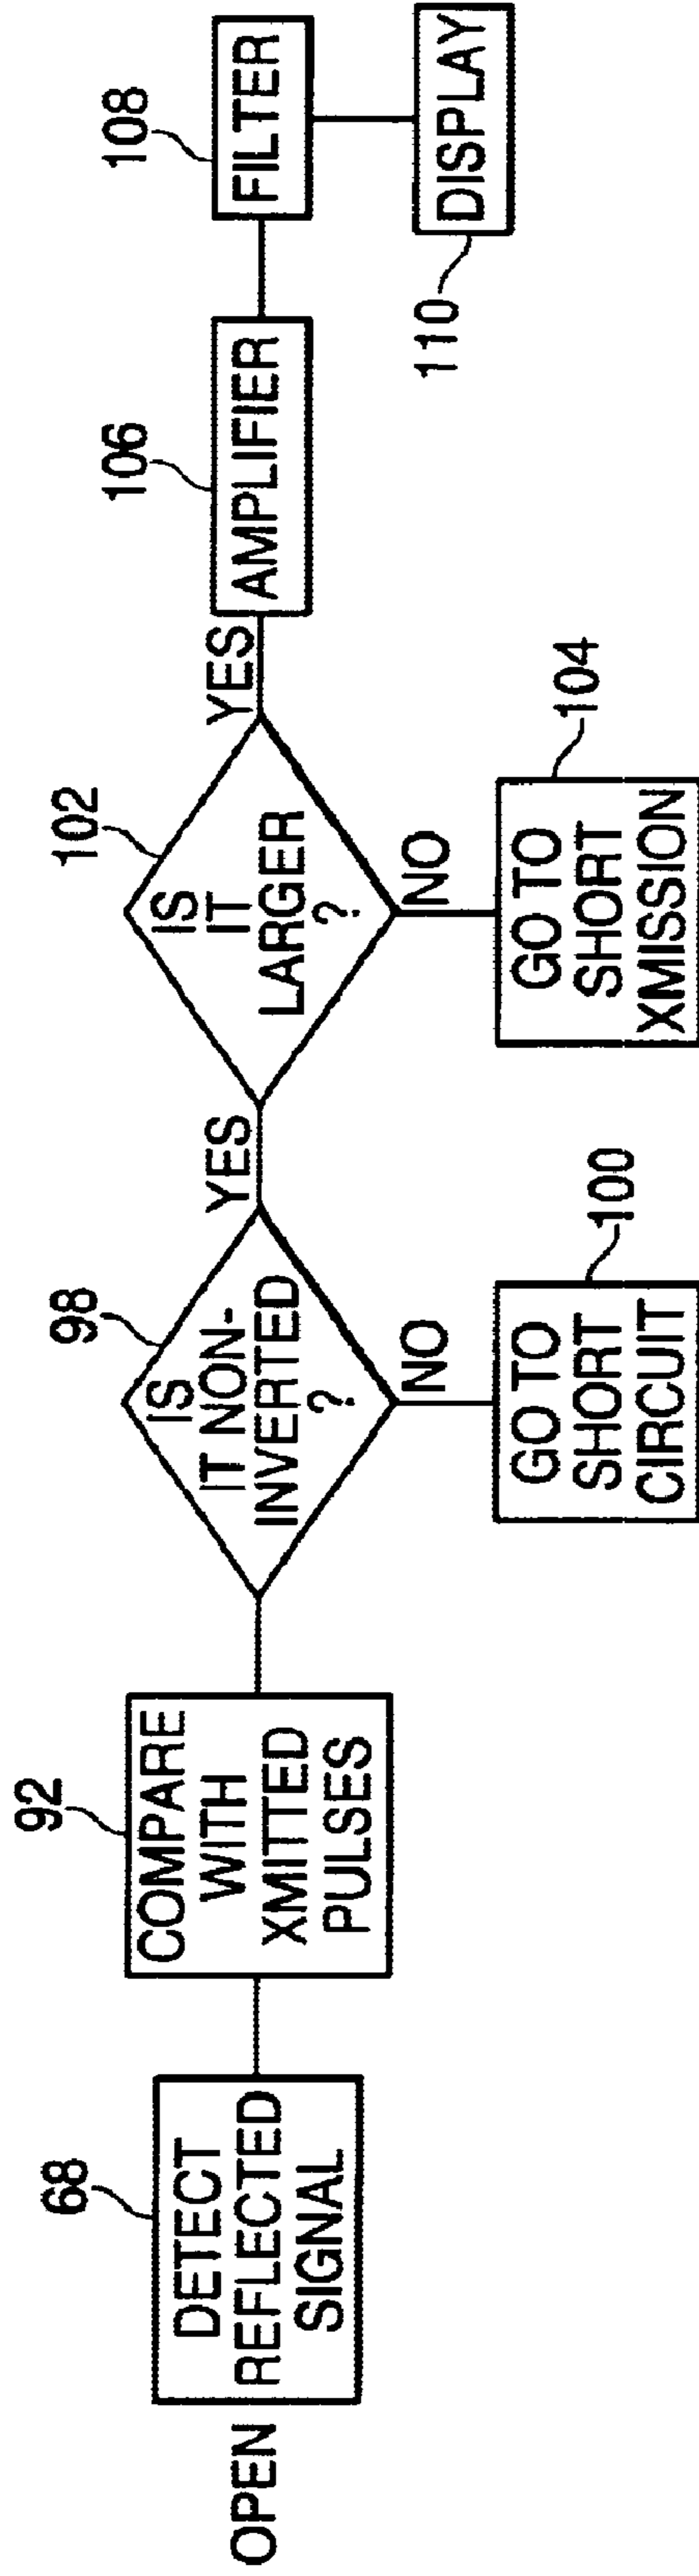 OPEN
68
DETECT
REFLECTED
SIGNAL
92
COMPARE
WITH
XMITTED
PULSES
98
IS
IT NON-
INVERTED
?
YES
NO
100
GO TO
SHORT
CIRCUIT
102
IS
IT
LARGER
?
YES
NO
104
GO TO
SHORT
XMISSION
106
AMPLIFIER
108
FILTER
110
DISPLAY